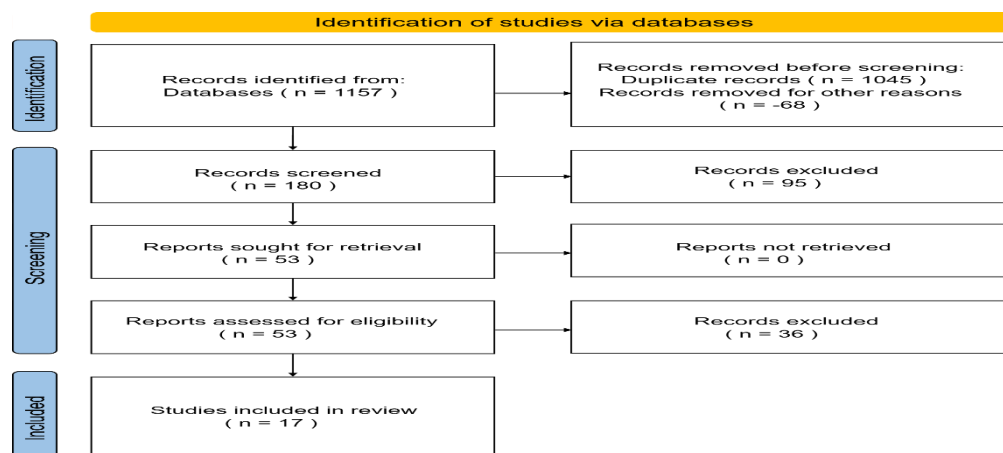 Identification of studies via databases
Identification
Records identified from:
Databases ( n = 1157 )
Records removed before screening:
Duplicate records ( n = 1045 )
Records removed for other reasons
( n = -68 )
Screening
Records screened
( n = 180 )
Records excluded
( n = 95 )
Reports sought for retrieval
( n = 53 )
Reports not retrieved
( n = 0 )
Reports assessed for eligibility
( n = 53 )
Records excluded
( n = 36 )
Included
Studies included in review
( n = 17 )